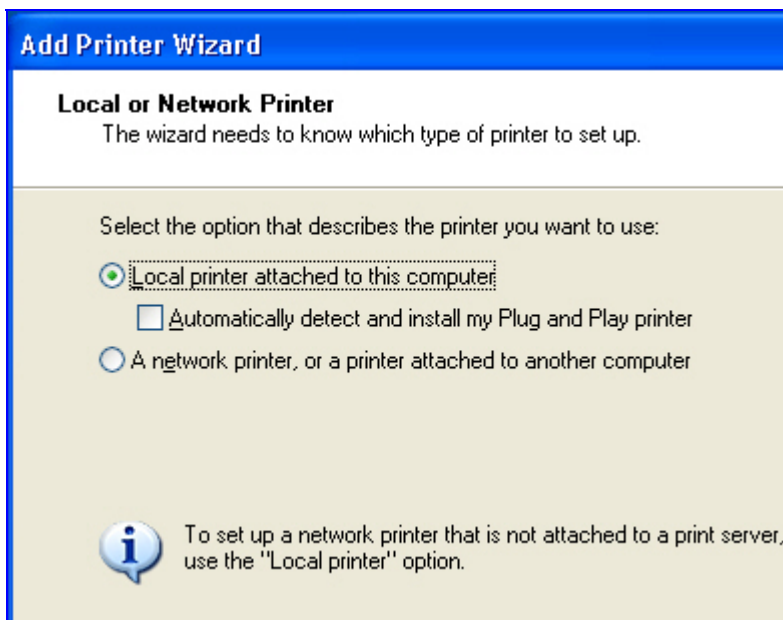 Add Printer Wizard
Local or Network Printer
The wizard needs to know which type of printer to set up.
Select the option that describes the printer you want to use:
Local printer attached to this computer
Automatically detect and install my Plug and Play printer
A network printer, or a printer attached to another computer
To set up a network printer that is not attached to a print server,
use the "Local printer" option.